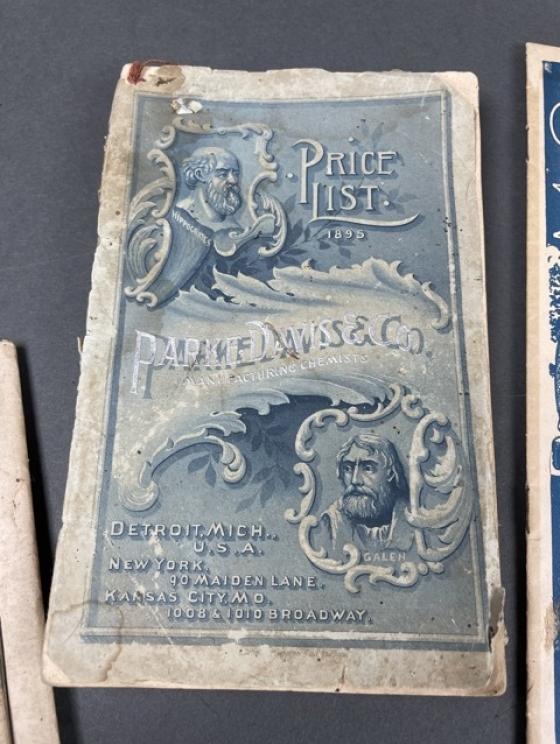 HIPPOCRATES
PRICE
LIST.
1895
PARKE DAVIS & CO.
MANUFACTURING CHEMISTS
GALEN
DETROIT, MICH.,
U.S.A.
NEW YORK.
90 MAIDEN LANE.
KANSAS CITY, MO.
1008 & 1010 BROADWAY.